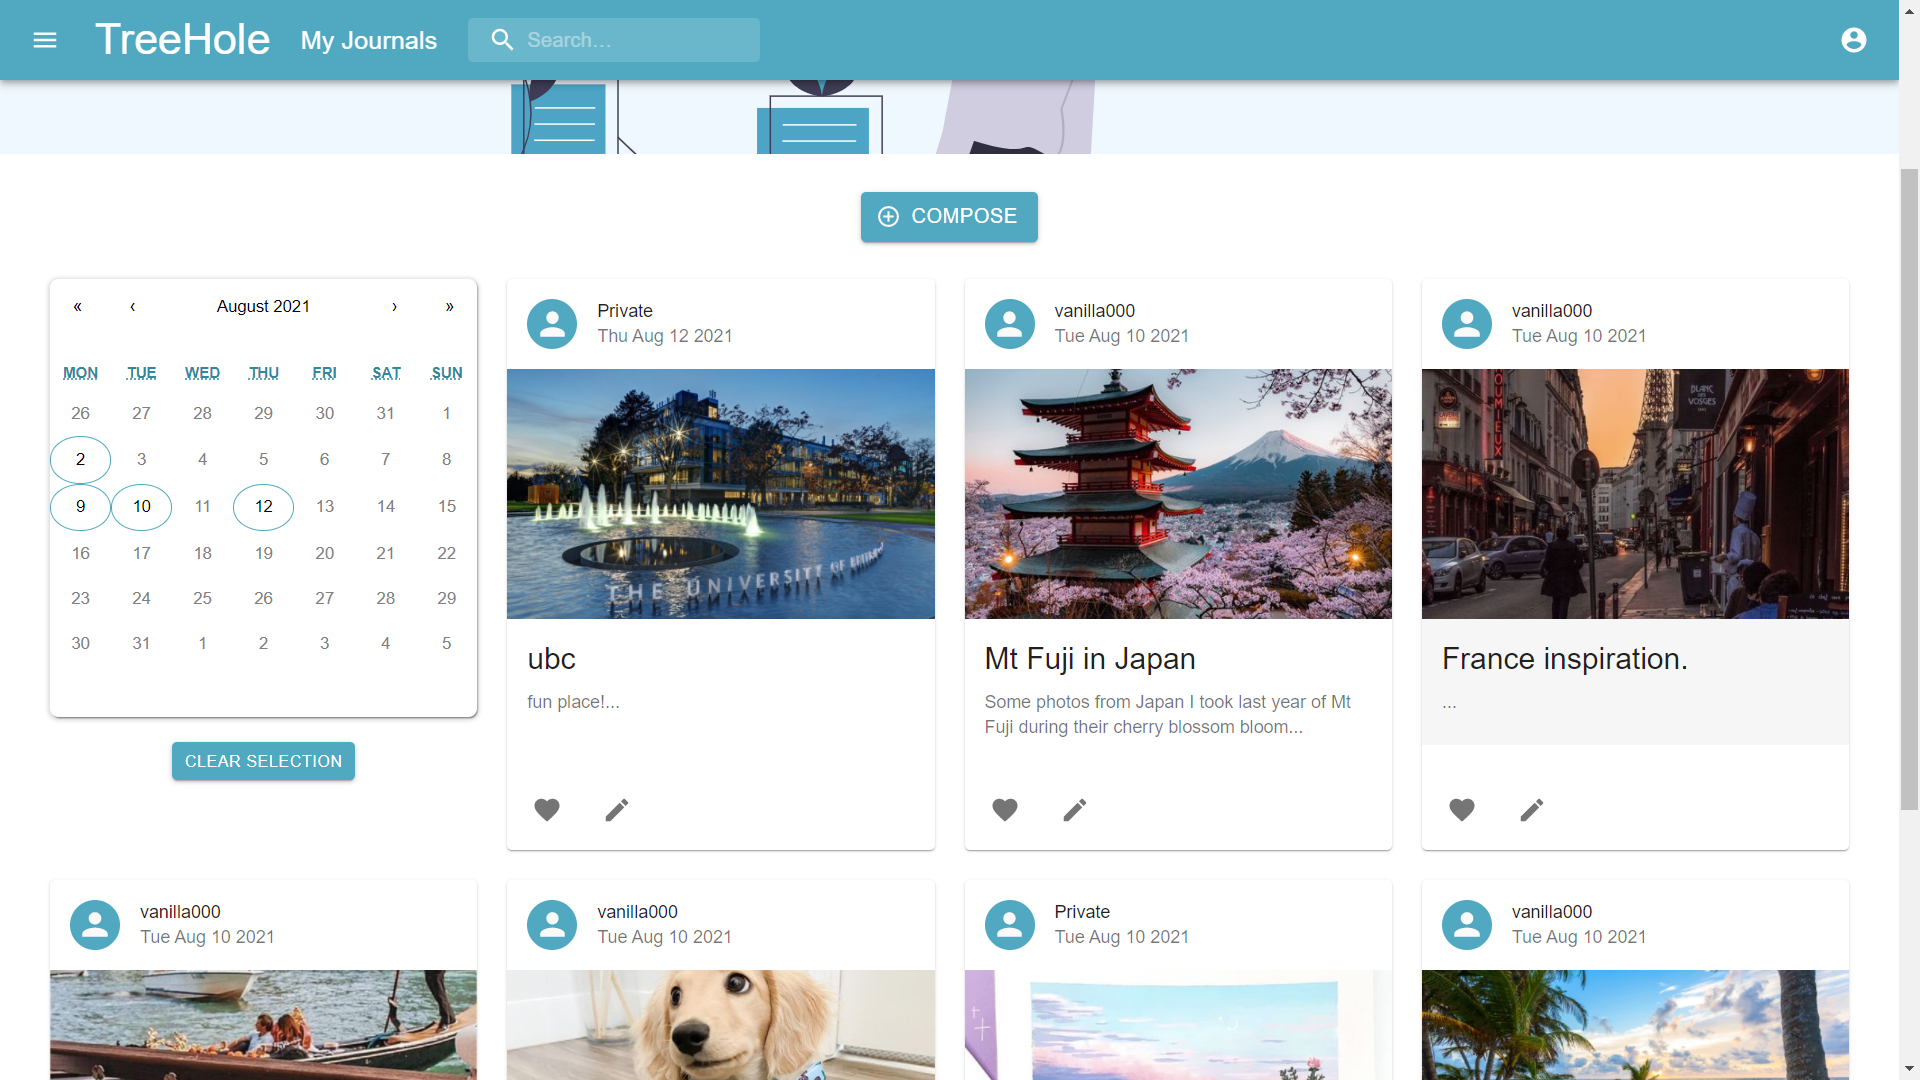 TreeHole
My Journals
Search...
COMPOSE
« ‹ August 2021 › »
MON TUE WED THU FRI SAT SUN
26 27 28 29 30 31 1
2 3 4 5 6 7 8
9 10 11 12 13 14 15
16 17 18 19 20 21 22
23 24 25 26 27 28 29
30 31 1 2 3 4 5
CLEAR SELECTION
Private
Thu Aug 12 2021
THE UNIVERSITY OF
ubc
fun place!...
vanilla000
Tue Aug 10 2021
Mt Fuji in Japan
Some photos from Japan I took last year of Mt
Fuji during their cherry blossom bloom...
vanilla000
Tue Aug 10 2021
BLANC
DES
VOSGES
France inspiration.
...
vanilla000
Tue Aug 10 2021
vanilla000
Tue Aug 10 2021
Private
Tue Aug 10 2021
vanilla000
Tue Aug 10 2021